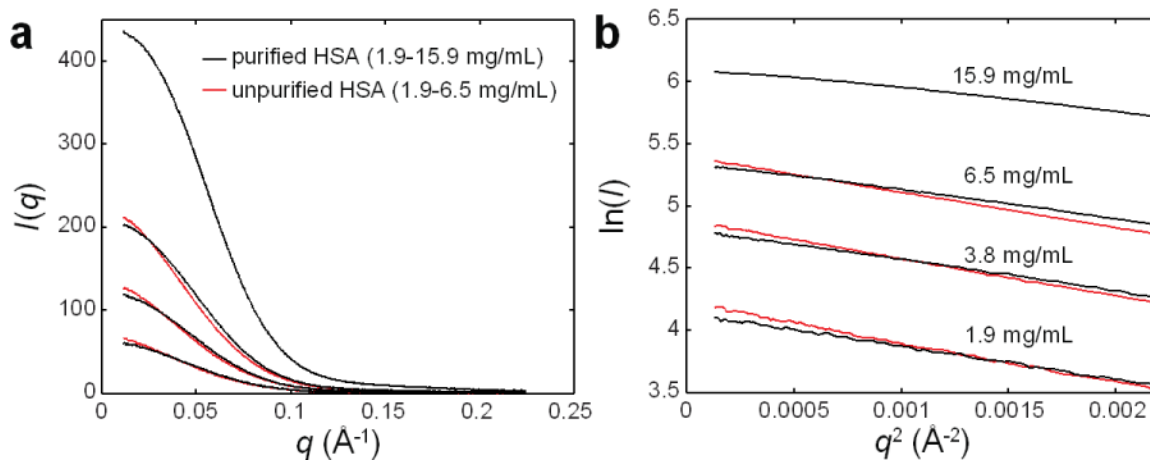 a
purified HSA (1.9-15.9 mg/mL)
unpurified HSA (1.9-6.5 mg/mL)
I(q)
400
300
200
100
0
0
0.05
0.1
0.15
0.2
0.25
q (Å⁻¹)
b
ln(I)
6.5
6
5.5
5
4.5
4
3.5
15.9 mg/mL
6.5 mg/mL
3.8 mg/mL
1.9 mg/mL
0
0.0005
0.001
0.0015
0.002
q² (Å⁻²)